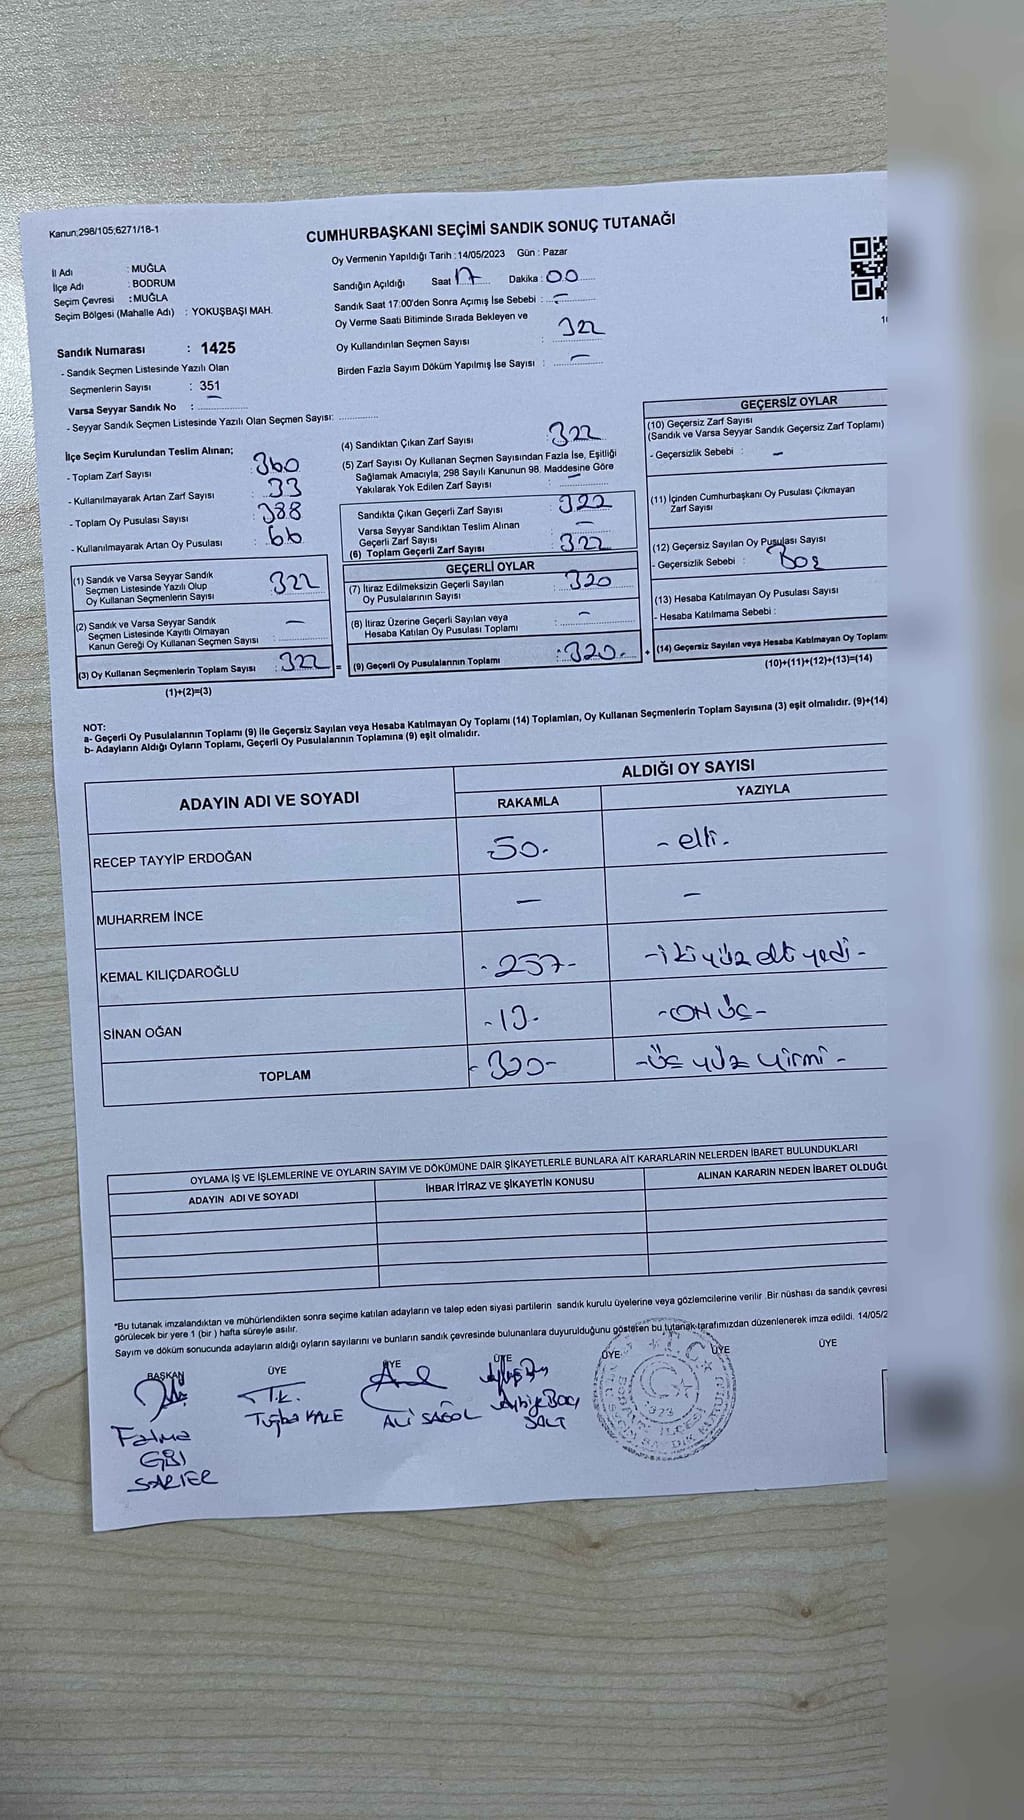 Kanun;298/105;6271/18-1
CUMHURBAŞKANI SEÇİMİ SANDIK SONUÇ TUTANAĞI
İl Adı : MUĞLA
İlçe Adı : BODRUM
Seçim Çevresi : MUĞLA
Seçim Bölgesi (Mahalle Adı) : YOKUŞBAŞI MAH.
Oy Vermenin Yapıldığı Tarih : 14/05/2023 Gün : Pazar
Sandığın Açıldığı Saat 17 Dakika : 00
Sandık Saat 17:00'den Sonra Açımış İse Sebebi : -
Oy Verme Saati Bitiminde Sırada Bekleyen ve
Oy Kullandırılan Seçmen Sayısı : 322
Birden Fazla Sayım Döküm Yapılmış İse Sayısı : -
Sandık Numarası : 1425
- Sandık Seçmen Listesinde Yazılı Olan
Seçmenlerin Sayısı : 351
Varsa Seyyar Sandık No : -
- Seyyar Sandık Seçmen Listesinde Yazılı Olan Seçmen Sayısı:
İlçe Seçim Kurulundan Teslim Alınan;
- Toplam Zarf Sayısı : 360
- Kullanılmayarak Artan Zarf Sayısı : 33
- Toplam Oy Pusulası Sayısı : 388
- Kullanılmayarak Artan Oy Pusulası : 66
(1) Sandık ve Varsa Seyyar Sandık
Seçmen Listesinde Yazılı Olup
Oy Kullanan Seçmenlerin Sayısı : 322
(2) Sandık ve Varsa Seyyar Sandık
Seçmen Listesinde Kayıtlı Olmayan
Kanun Gereği Oy Kullanan Seçmen Sayısı : -
(3) Oy Kullanan Seçmenlerin Toplam Sayısı : 322 =
(1)+(2)=(3)
(4) Sandıktan Çıkan Zarf Sayısı : 322
(5) Zarf Sayısı Oy Kullanan Seçmen Sayısından Fazla İse, Eşitliği
Sağlamak Amacıyla, 298 Sayılı Kanunun 98. Maddesine Göre
Yakılarak Yok Edilen Zarf Sayısı : -
Sandıkta Çıkan Geçerli Zarf Sayısı : 322
Varsa Seyyar Sandıktan Teslim Alınan
Geçerli Zarf Sayısı : -
(6) Toplam Geçerli Zarf Sayısı : 322
GEÇERLİ OYLAR
(7) İtiraz Edilmeksizin Geçerli Sayılan
Oy Pusulalarının Sayısı : 320
(8) İtiraz Üzerine Geçerli Sayılan veya
Hesaba Katılan Oy Pusulası Toplamı : -
(9) Geçerli Oy Pusulalarının Toplamı : 320. +
GEÇERSİZ OYLAR
(10) Geçersiz Zarf Sayısı
(Sandık ve Varsa Seyyar Sandık Geçersiz Zarf Toplamı)
- Geçersizlik Sebebi : -
(11) İçinden Cumhurbaşkanı Oy Pusulası Çıkmayan
Zarf Sayısı
(12) Geçersiz Sayılan Oy Pusulası Sayısı
- Geçersizlik Sebebi : Boş
(13) Hesaba Katılmayan Oy Pusulası Sayısı
- Hesaba Katılmama Sebebi :
(14) Geçersiz Sayılan veya Hesaba Katılmayan Oy
(10)+(11)+(12)+(13)=(14)
NOT:
a- Geçerli Oy Pusulalarının Toplamı (9) ile Geçersiz Sayılan veya Hesaba Katılmayan Oy Toplamı (14) Toplamları, Oy Kullanan Seçmenlerin Toplam Sayısına (3) eşit olmalıdır. (9)+(14)
b- Adayların Aldığı Oyların Toplamı, Geçerli Oy Pusulalarının Toplamına (9) eşit olmalıdır.
ADAYIN ADI VE SOYADI
ALDIĞI OY SAYISI
RAKAMLA YAZIYLA
RECEP TAYYİP ERDOĞAN -50- - elli -
MUHARREM İNCE - -
KEMAL KILIÇDAROĞLU -257- -iki yüz elli yedi-
SİNAN OĞAN -13- -ON ÜÇ-
TOPLAM -320- -üç yüz yirmi-
OYLAMA İŞ VE İŞLEMLERİNE VE OYLARIN SAYIM VE DÖKÜMÜNE DAİR ŞİKAYETLERLE BUNLARA AİT KARARLARIN NELERDEN İBARET BULUNDUKLARI
ADAYIN ADI VE SOYADI İHBAR İTİRAZ VE ŞİKAYETİN KONUSU ALINAN KARARIN NEDEN İBARET
*Bu tutanak imzalandıktan ve mühürlendikten sonra seçime katılan adayların ve talep eden siyasi partilerin sandık kurulu üyelerine veya gözlemcilerine verilir .Bir nüshası da sandık çevresi
görülecek bir yere 1 (bir ) hafta süreyle asılır.
Sayım ve döküm sonucunda adayların aldığı oyların sayılarını ve bunların sandık çevresinde bulunanlara duyurulduğunu gösteren bu tutanak tarafımızdan düzenlenerek imza edildi. 14/05/2
BAŞKAN ÜYE ÜYE ÜYE ÜYE ÜYE ÜYE
Fatma
GÜL
SARIER
T.K.
Tuğba KALE
ALİ SAĞOL